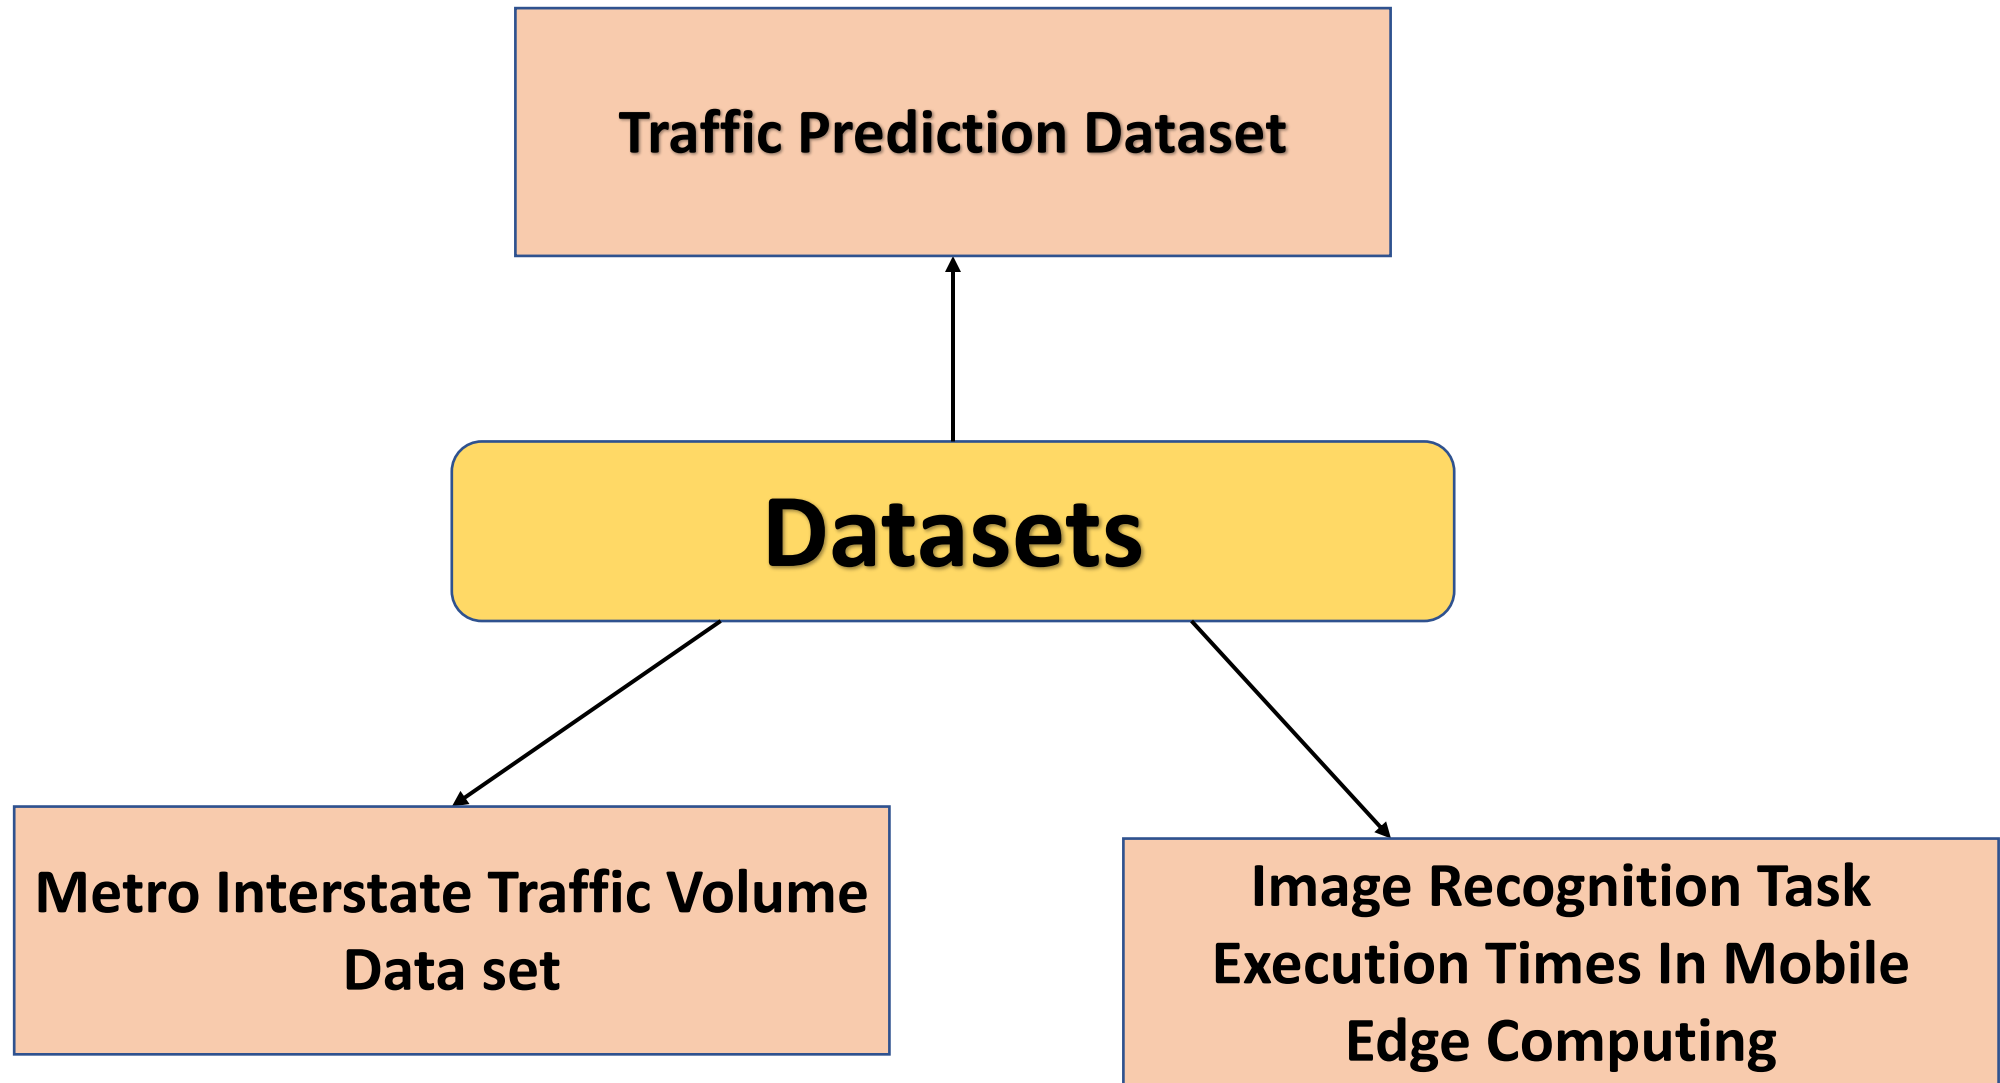 Traffic Prediction Dataset
Datasets
Metro Interstate Traffic Volume
Data set
Image Recognition Task
Execution Times In Mobile
Edge Computing